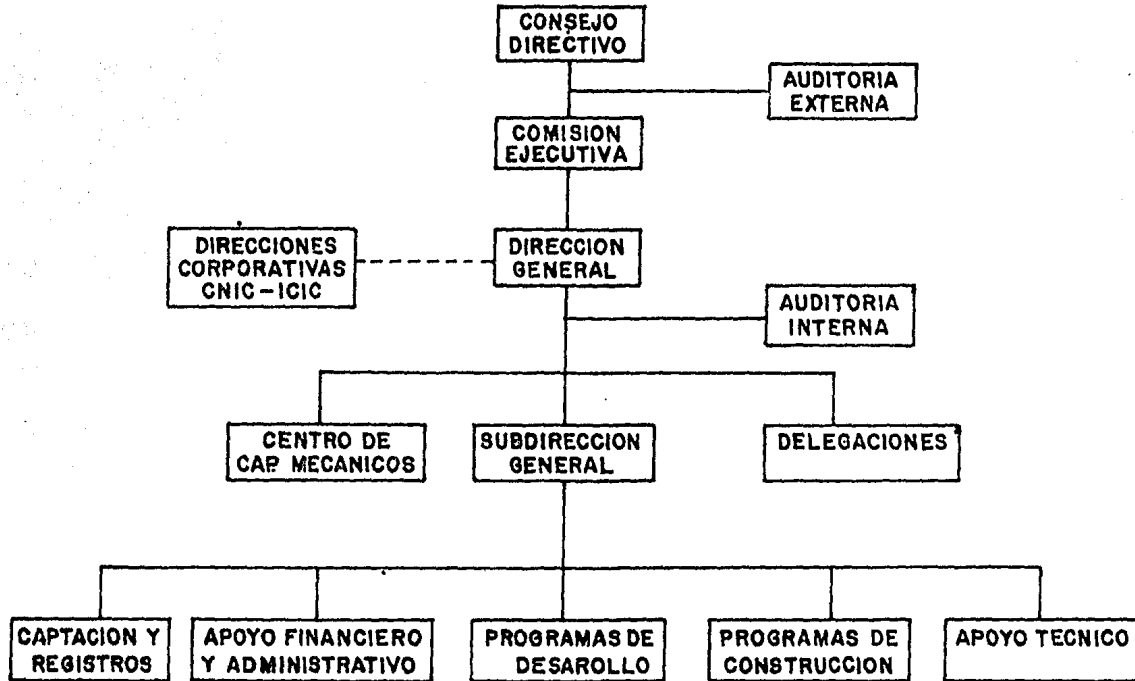 CONSEJO
DIRECTIVO
AUDITORIA
EXTERNA
COMISION
EJECUTIVA
DIRECCIONES
CORPORATIVAS
CNIC-ICIC
DIRECCION
GENERAL
AUDITORIA
INTERNA
CENTRO DE
CAP. MECANICOS
SUBDIRECCION
GENERAL
DELEGACIONES
CAPTACION Y
REGISTROS
APOYO FINANCIERO
Y ADMINISTRATIVO
PROGRAMAS DE
DESAROLLO
PROGRAMAS DE
CONSTRUCCION
APOYO TECNICO